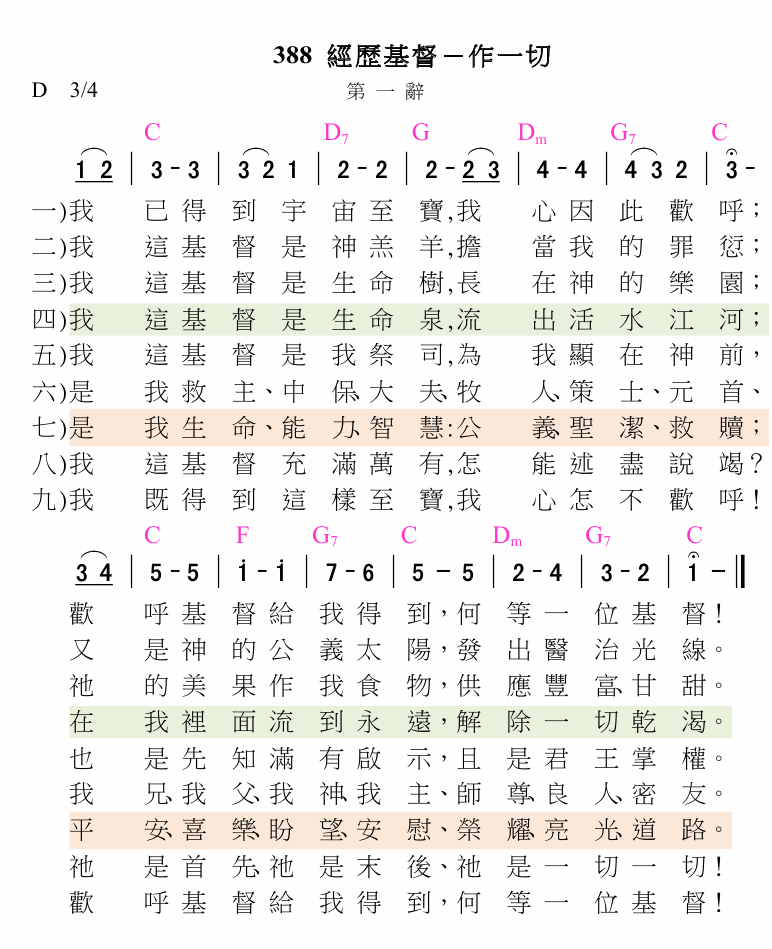 388 經歷基督－作一切
D 3/4 第一辭
C D7 G Dm G7 C
1 2 | 3 - 3 | 3 2 1 | 2 - 2 | 2 - 2 3 | 4 - 4 | 4 3 2 | 3 -
一)我 已得到宇宙至寶,我心因此歡呼；
二)我 這基督是神羔羊,擔當我的罪愆；
三)我 這基督是生命樹,長在神的樂園；
四)我 這基督是生命泉,流出活水江河；
五)我 這基督是我祭司,為我顯在神前，
六)是 我救主、中保、大夫、牧人、策士、元首、
七)是 我生命、能力、智慧:公義、聖潔、救贖；
八)我 這基督充滿萬有,怎能述盡說竭?
九)我 既得到這樣至寶,我心怎不歡呼!
C F G7 C Dm G7 C
3 4 | 5 - 5 | i - i | 7 - 6 | 5 - 5 | 2 - 4 | 3 - 2 | i - ||
歡 呼基督給我得到，何等一位基督!
又 是神的公義太陽，發出醫治光線。
祂 的美果作我食物，供應豐富、甘甜。
在 我裡面流到永遠，解除一切乾渴。
也 是先知滿有啟示，且是君王掌權。
我 兄、我父、我神、我主、師尊、良人、密友。
平 安、喜樂、盼望、安慰、榮耀、亮光、道路。
祂 是首先、祂是末後、祂是一切一切!
歡 呼基督給我得到，何等一位基督!